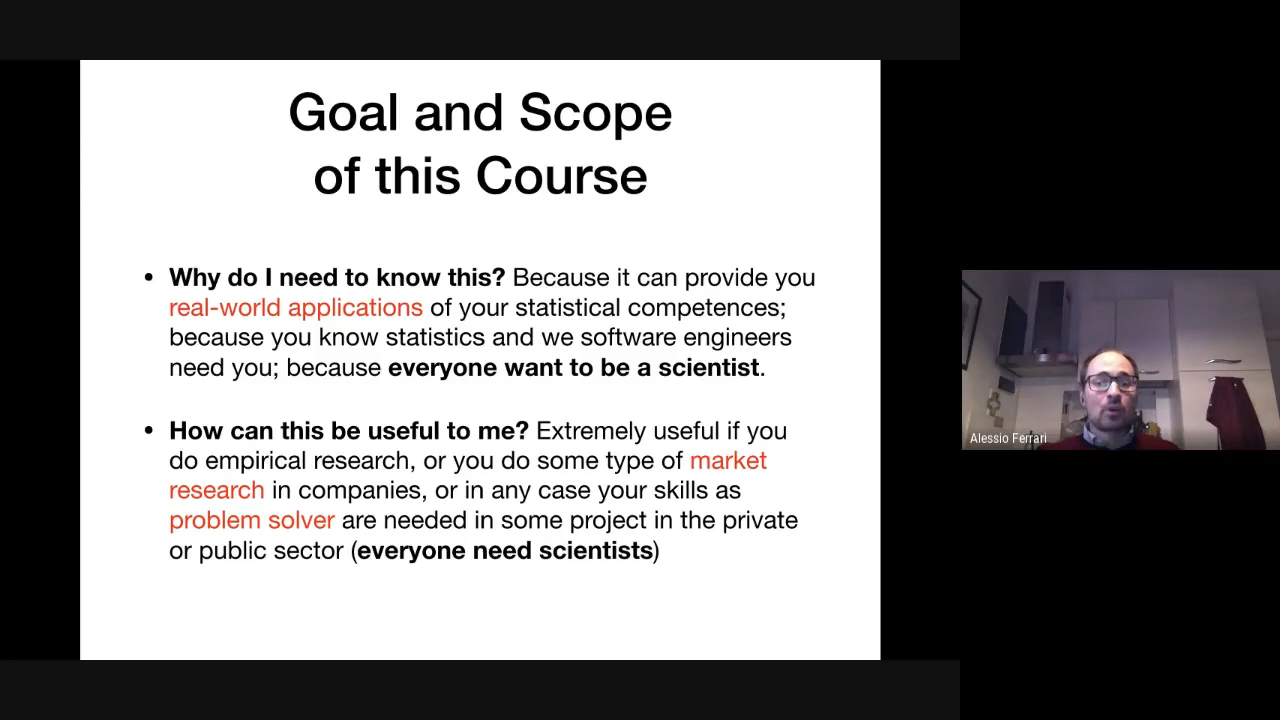 Goal and Scope
of this Course
• Why do I need to know this? Because it can provide you
real-world applications of your statistical competences;
because you know statistics and we software engineers
need you; because everyone want to be a scientist.
• How can this be useful to me? Extremely useful if you
do empirical research, or you do some type of market
research in companies, or in any case your skills as
problem solver are needed in some project in the private
or public sector (everyone need scientists)
Alessio Ferrari